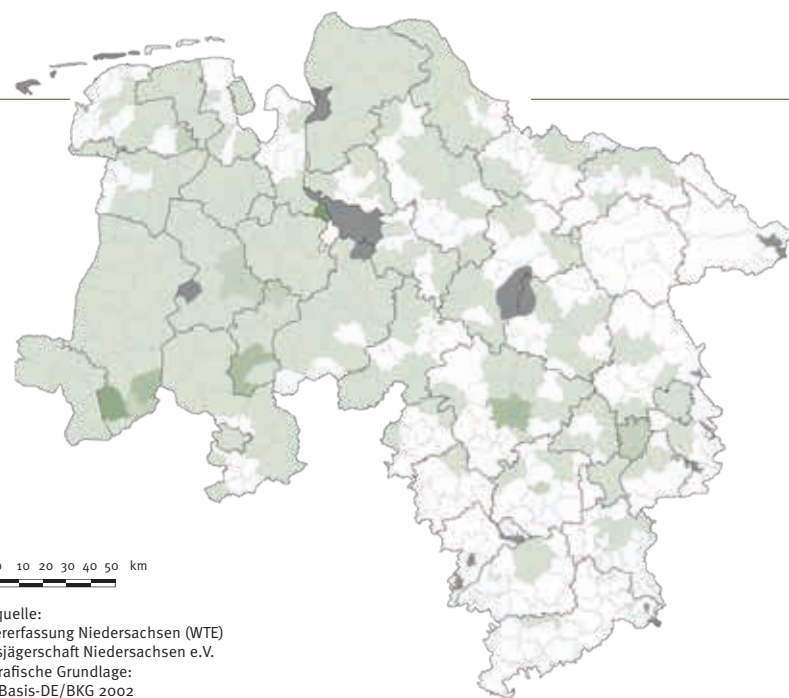 10 20 30 40 50 km
quelle:
ererfassung Niedersachsen (WTE)
sjägerschaft Niedersachsen e.V.
rafische Grundlage:
Basis-DE/BKG 2002